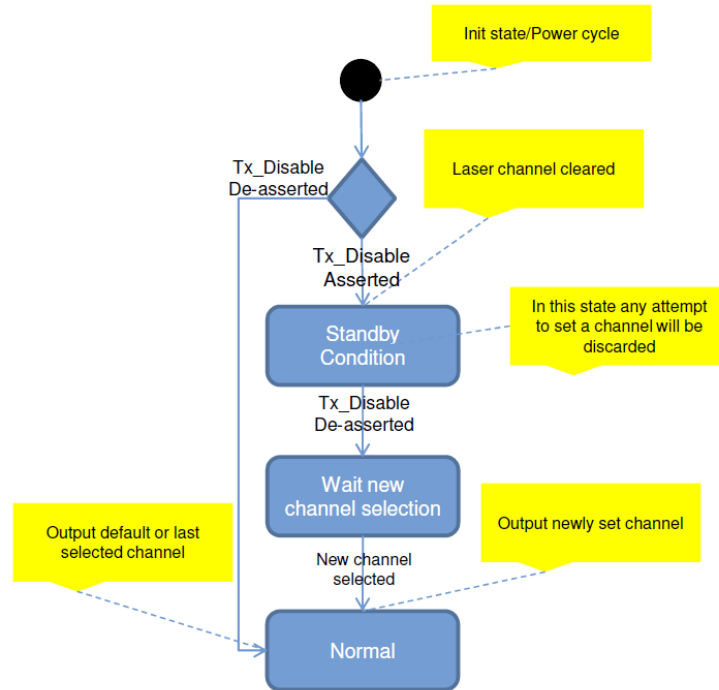 Init state/Power cycle
Tx_Disable
De-asserted
Laser channel cleared
Tx_Disable
Asserted
Standby
Condition
In this state any attempt
to set a channel will be
discarded
Tx_Disable
De-asserted
Wait new
channel selection
Output default or last
selected channel
Output newly set channel
New channel
selected
Normal